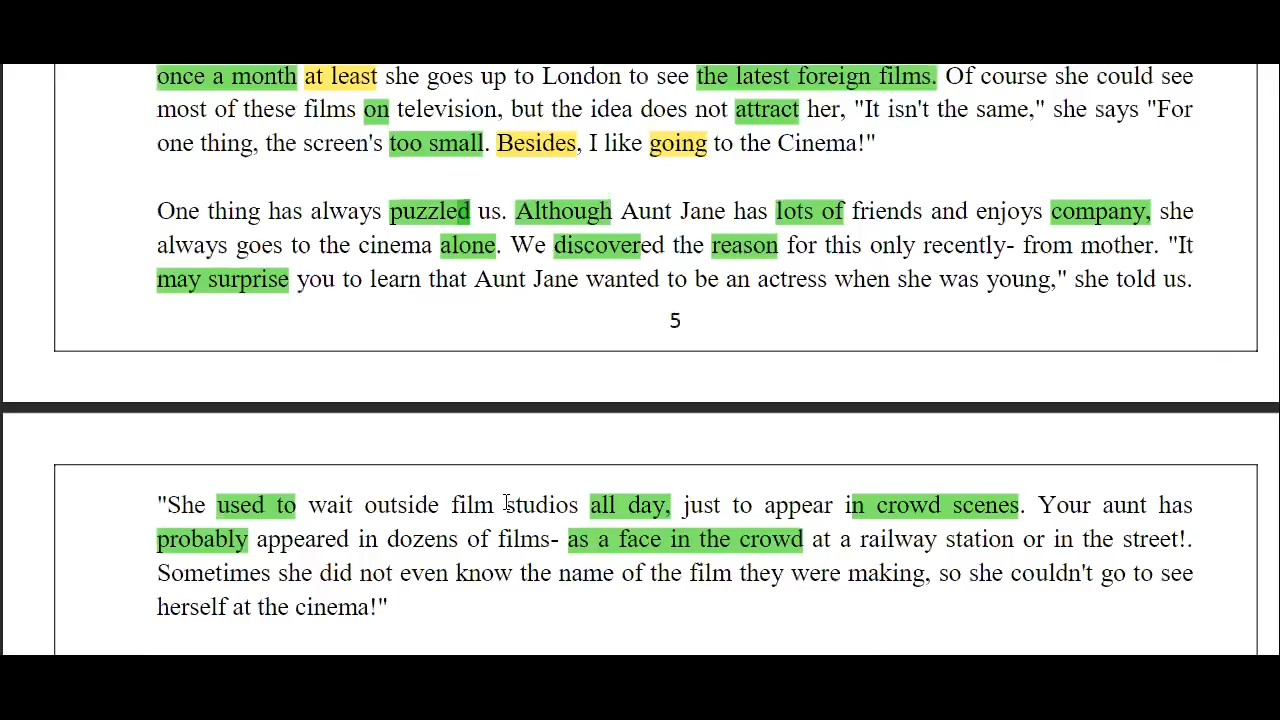 once a month at least she goes up to London to see the latest foreign films. Of course she could see
most of these films on television, but the idea does not attract her, "It isn't the same," she says "For
one thing, the screen's too small. Besides, I like going to the Cinema!"
One thing has always puzzled us. Although Aunt Jane has lots of friends and enjoys company, she
always goes to the cinema alone. We discovered the reason for this only recently- from mother. "It
may surprise you to learn that Aunt Jane wanted to be an actress when she was young," she told us.
5
"She used to wait outside film studios all day, just to appear in crowd scenes. Your aunt has
probably appeared in dozens of films- as a face in the crowd at a railway station or in the street!.
Sometimes she did not even know the name of the film they were making, so she couldn't go to see
herself at the cinema!"